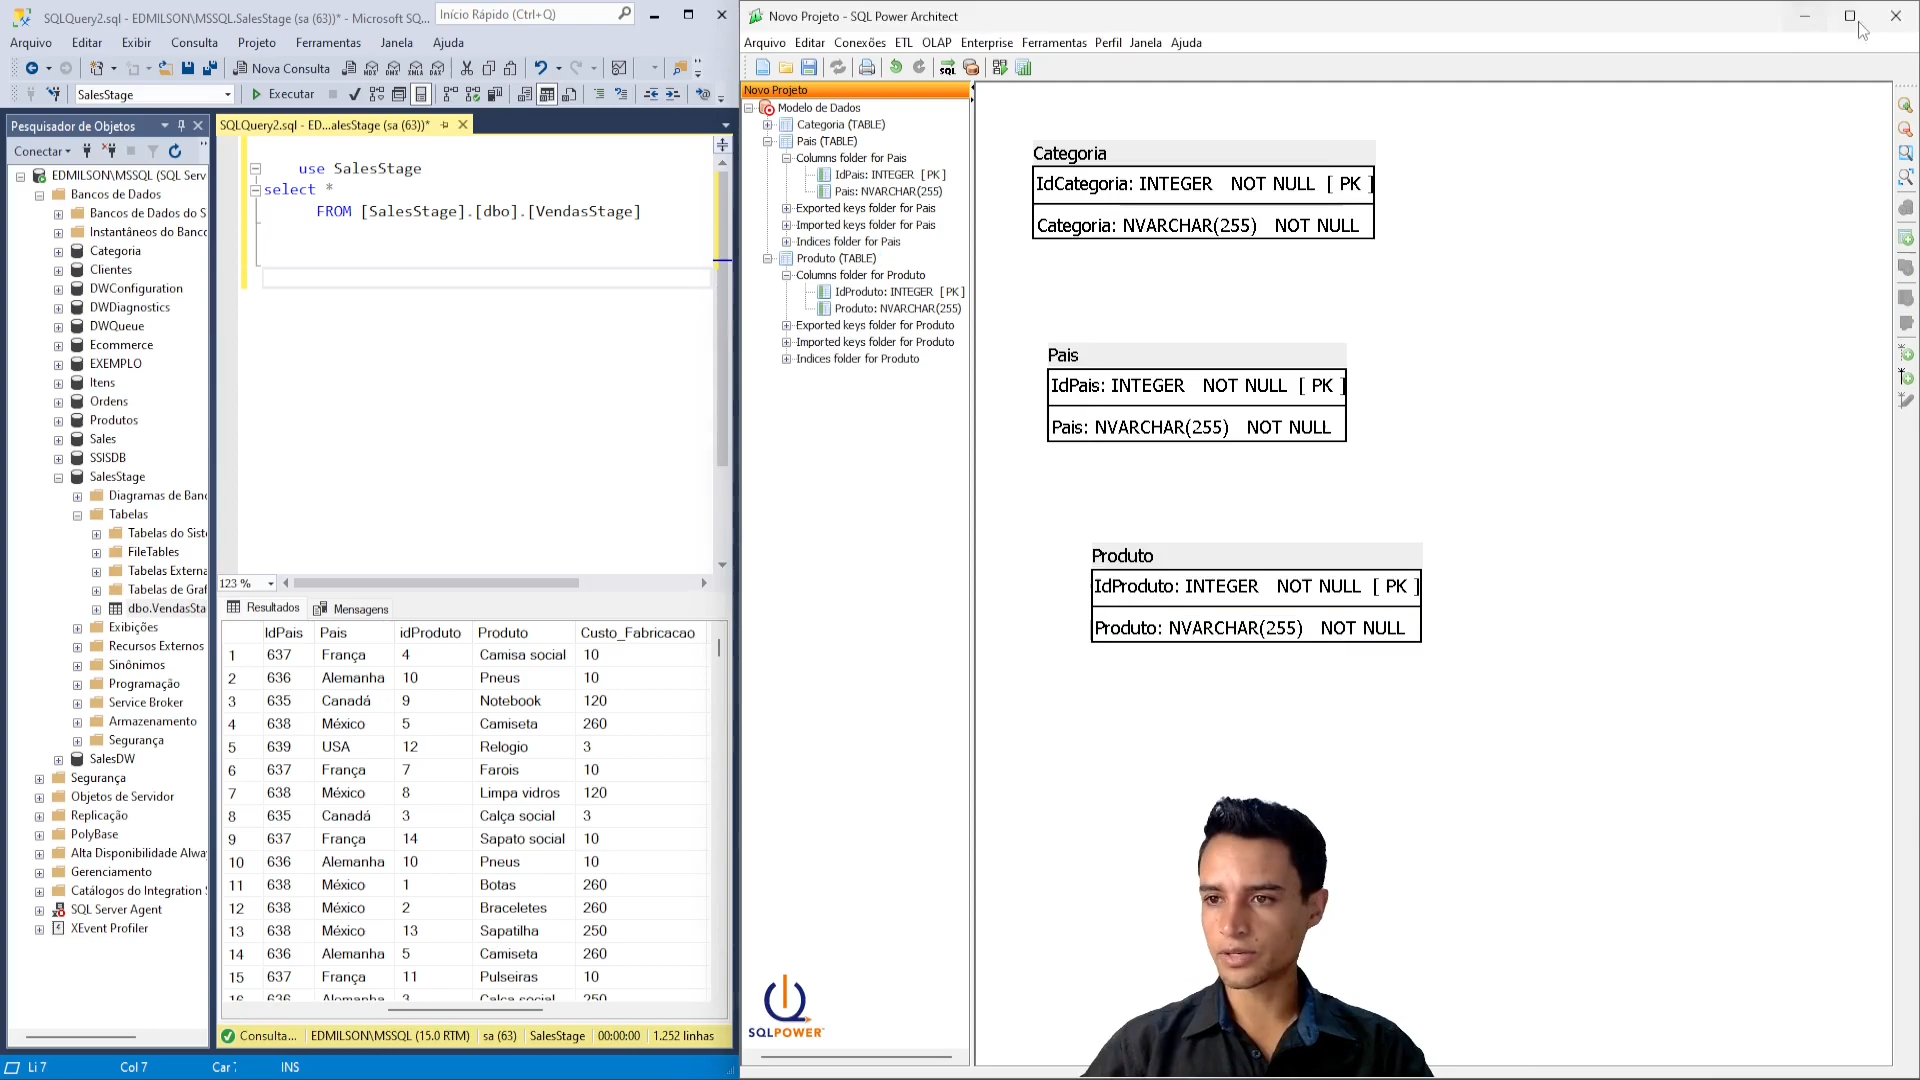 SQLQuery2.sql - EDMILSON\MSSQL.SalesStage (sa (63))* - Microsoft SQ...
Início Rápido (Ctrl+Q)
Arquivo Editar Exibir Consulta Projeto Ferramentas Janela Ajuda
Nova Consulta
SalesStage
Executar
Pesquisador de Objetos
Conectar
EDMILSON\MSSQL (SQL Serv
Bancos de Dados
Bancos de Dados do S
Instantâneos do Banco
Categoria
Clientes
DWConfiguration
DWDiagnostics
DWQueue
Ecommerce
EXEMPLO
Itens
Ordens
Produtos
Sales
SSISDB
SalesStage
Diagramas de Banc
Tabelas
Tabelas do Sist
FileTables
Tabelas Externa
Tabelas de Graf
dbo.VendasSta
Exibições
Recursos Externos
Sinônimos
Programação
Service Broker
Armazenamento
Segurança
SalesDW
Segurança
Objetos de Servidor
Replicação
PolyBase
Alta Disponibilidade Alwa
Gerenciamento
Catálogos do Integration S
SQL Server Agent
XEvent Profiler
SQLQuery2.sql - ED...alesStage (sa (63))*
use SalesStage
select *
FROM [SalesStage].[dbo].[VendasStage]
123 %
Resultados Mensagens
IdPais Pais idProduto Produto Custo_Fabricacao
1 637 França 4 Camisa social 10
2 636 Alemanha 10 Pneus 10
3 635 Canadá 9 Notebook 120
4 638 México 5 Camiseta 260
5 639 USA 12 Relogio 3
6 637 França 7 Farois 10
7 638 México 8 Limpa vidros 120
8 635 Canadá 3 Calça social 3
9 637 França 14 Sapato social 10
10 636 Alemanha 10 Pneus 10
11 638 México 1 Botas 260
12 638 México 2 Braceletes 260
13 638 México 13 Sapatilha 250
14 636 Alemanha 5 Camiseta 260
15 637 França 11 Pulseiras 10
16 636 Alemanha 3 Calça social 250
Consulta... EDMILSON\MSSQL (15.0 RTM) sa (63) SalesStage 00:00:00 1.252 linhas
Li 7 Col 7 Car INS
Novo Projeto - SQL Power Architect
Arquivo Editar Conexões ETL OLAP Enterprise Ferramentas Perfil Janela Ajuda
SQL
Novo Projeto
Modelo de Dados
Categoria (TABLE)
Pais (TABLE)
Columns folder for Pais
IdPais: INTEGER [ PK ]
Pais: NVARCHAR(255)
Exported keys folder for Pais
Imported keys folder for Pais
Indices folder for Pais
Produto (TABLE)
Columns folder for Produto
IdProduto: INTEGER [ PK ]
Produto: NVARCHAR(255)
Exported keys folder for Produto
Imported keys folder for Produto
Indices folder for Produto
SQLPOWER
Categoria
IdCategoria: INTEGER NOT NULL [ PK ]
Categoria: NVARCHAR(255) NOT NULL
Pais
IdPais: INTEGER NOT NULL [ PK ]
Pais: NVARCHAR(255) NOT NULL
Produto
IdProduto: INTEGER NOT NULL [ PK ]
Produto: NVARCHAR(255) NOT NULL